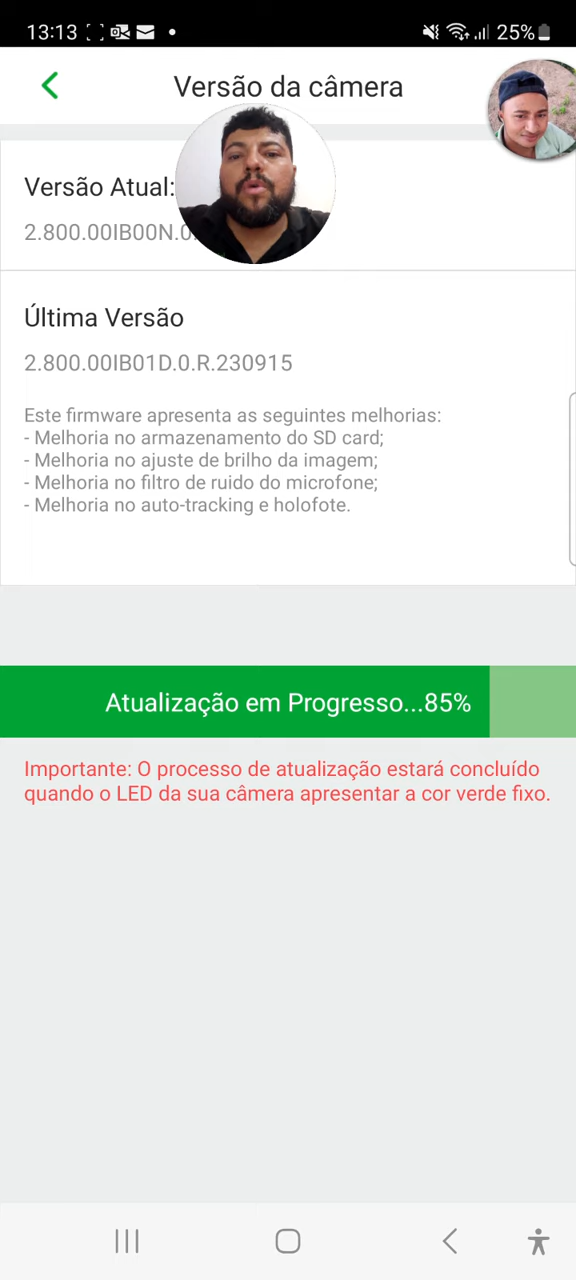 13:13
25%
Versão da câmera
Versão Atual:
2.800.00IB00N.0.
Última Versão
2.800.00IB01D.0.R.230915
Este firmware apresenta as seguintes melhorias:
- Melhoria no armazenamento do SD card;
- Melhoria no ajuste de brilho da imagem;
- Melhoria no filtro de ruido do microfone;
- Melhoria no auto-tracking e holofote.
Atualização em Progresso...85%
Importante: O processo de atualização estará concluído
quando o LED da sua câmera apresentar a cor verde fixo.